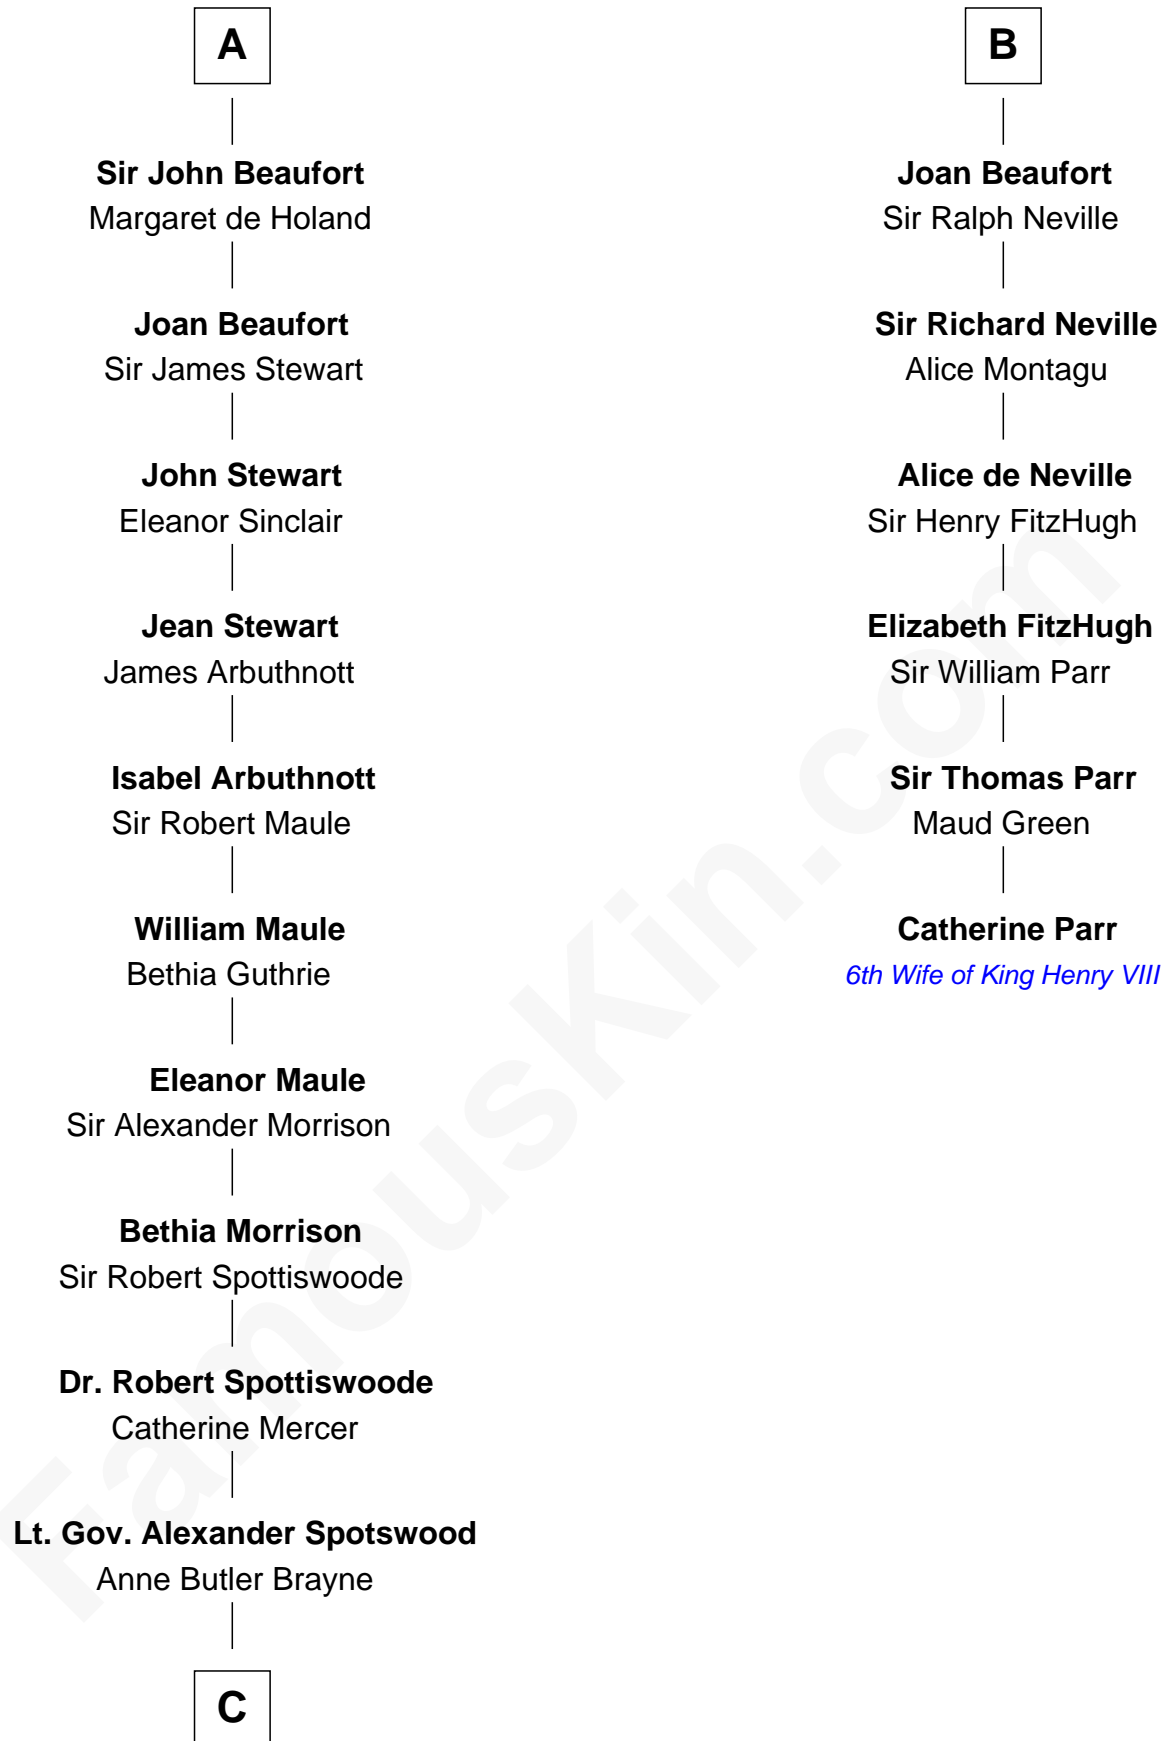 A
Sir John Beaufort
Margaret de Holand
Joan Beaufort
Sir James Stewart
John Stewart
Eleanor Sinclair
Jean Stewart
James Arbuthnott
Isabel Arbuthnott
Sir Robert Maule
William Maule
Bethia Guthrie
Eleanor Maule
Sir Alexander Morrison
Bethia Morrison
Sir Robert Spottiswoode
Dr. Robert Spottiswoode
Catherine Mercer
Lt. Gov. Alexander Spotswood
Anne Butler Brayne
C
B
Joan Beaufort
Sir Ralph Neville
Sir Richard Neville
Alice Montagu
Alice de Neville
Sir Henry FitzHugh
Elizabeth FitzHugh
Sir William Parr
Sir Thomas Parr
Maud Green
Catherine Parr
6th Wife of King Henry VIII
FamousKin.com